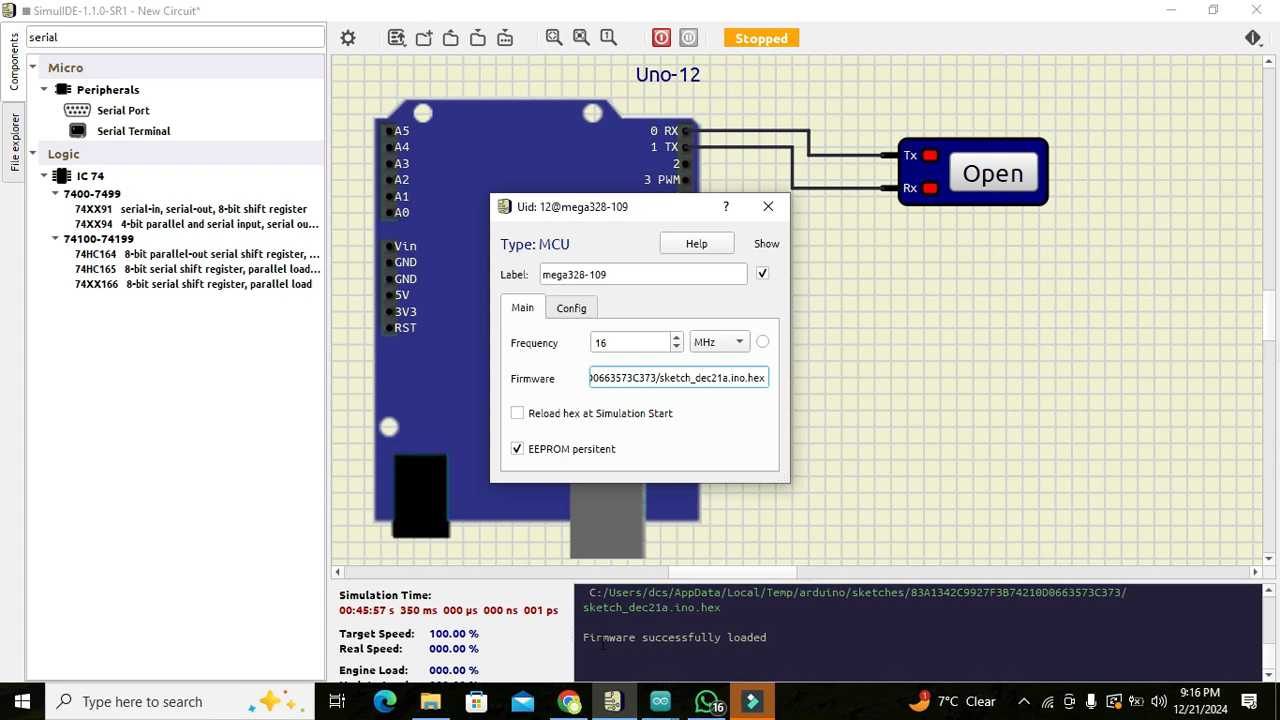 SimulIDE-1.1.0-SR1 - New Circuit*
serial
Stopped
Components
File explorer
Micro
Peripherals
Serial Port
Serial Terminal
Logic
IC 74
7400-7499
74XX91 serial-in, serial-out, 8-bit shift register
74XX94 4-bit parallel and serial input, serial ou...
74100-74199
74HC164 8-bit parallel-out serial shift register, ...
74HC165 8-bit serial shift register, parallel load...
74XX166 8-bit serial shift register, parallel load
Uno-12
A5
A4
A3
A2
A1
A0
Vin
GND
GND
5V
3V3
RST
0 RX
1 TX
2
3 PWM
Tx
Rx
Open
Uid: 12@mega328-109
?
Type: MCU
Help
Show
Label: mega328-109
Main
Config
Frequency 16 MHz
Firmware D0663573C373/sketch_dec21a.ino.hex
Reload hex at Simulation Start
EEPROM persitent
Simulation Time:
00:45:57 s 350 ms 000 µs 000 ns 001 ps
Target Speed: 100.00 %
Real Speed: 000.00 %
Engine Load: 000.00 %
C:/Users/dcs/AppData/Local/Temp/arduino/sketches/83A1342C9927F3B74210D0663573C373/
sketch_dec21a.ino.hex
Firmware successfully loaded
Type here to search
16
7°C Clear
9:16 PM
12/21/2024